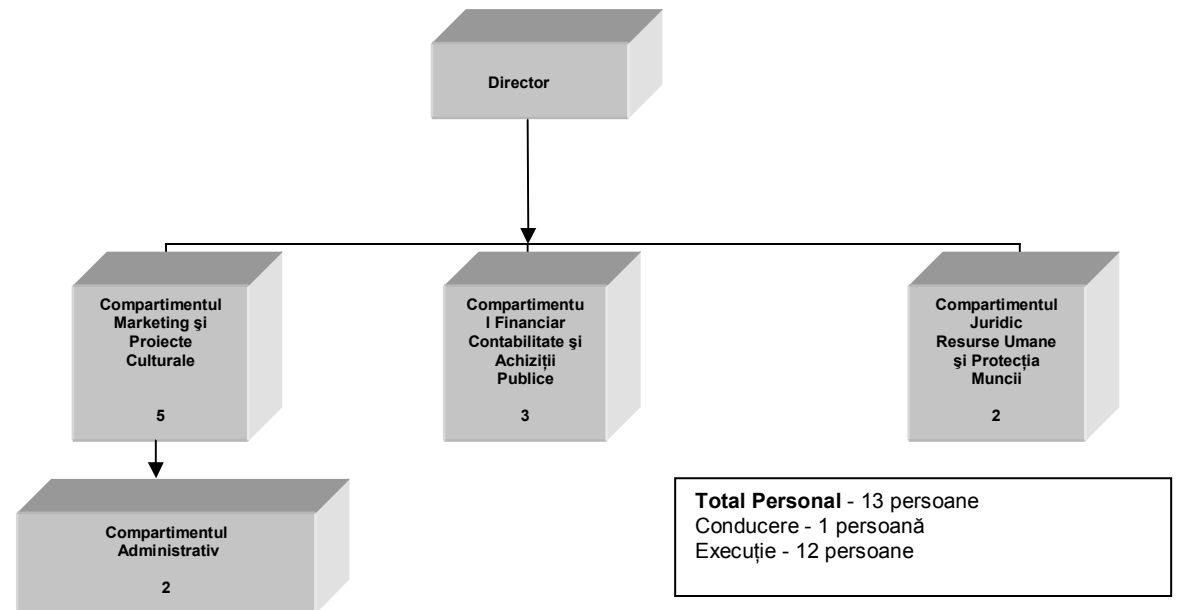 Director
Compartimentul
Marketing şi
Proiecte
Culturale
5
Compartimentu
l Financiar
Contabilitate şi
Achiziții
Publice
3
Compartimentul
Juridic
Resurse Umane
şi Protecția
Muncii
2
Compartimentul
Administrativ
2
Total Personal - 13 persoane
Conducere - 1 persoană
Execuție - 12 persoane